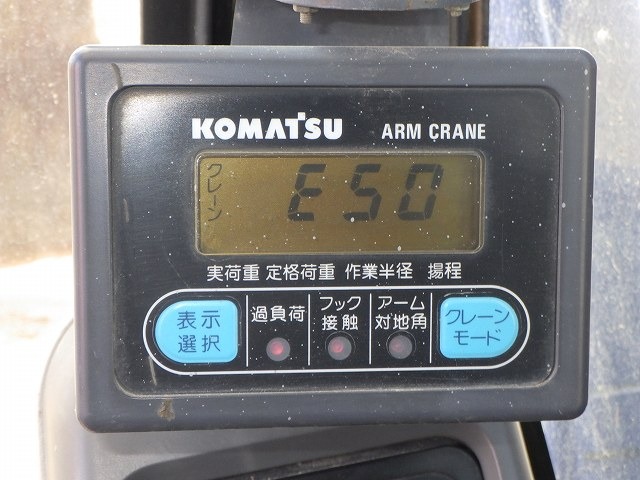 KOMATSU ARM CRANE
クレーン
E50
実荷重 定格荷重 作業半径 揚程
表示
選択
過負荷
フック
接触
アーム
対地角
クレーン
モード